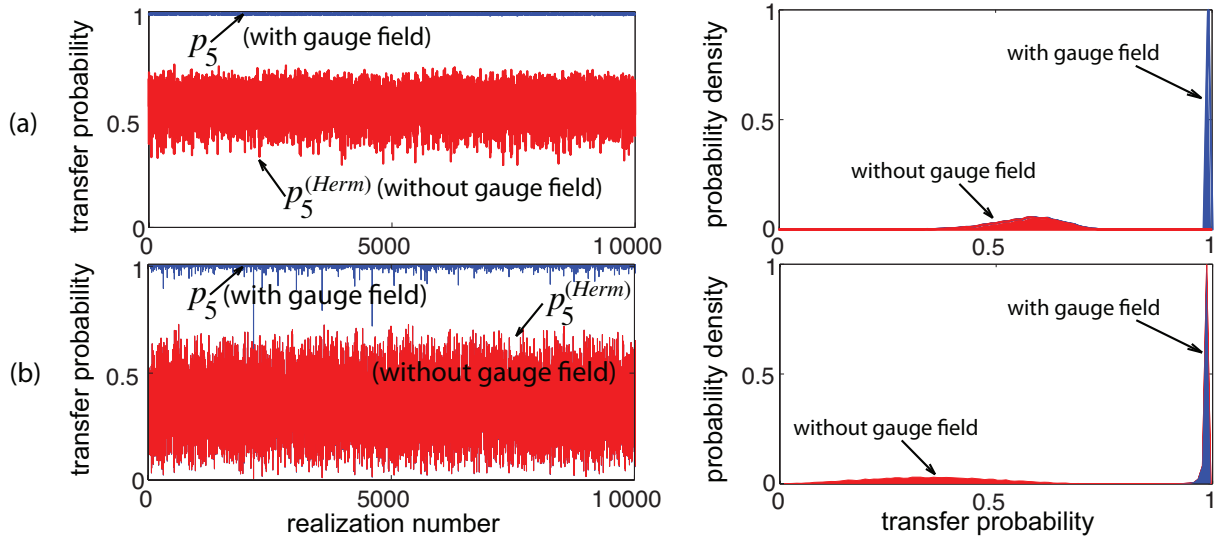 (a)
transfer probability
1
0.5
0
p5 (with gauge field)
p5^(Herm) (without gauge field)
0 5000 10000
probability density
1
0.5
0
with gauge field
without gauge field
0 0.5 1
(b)
transfer probability
1
0.5
0
p5 (with gauge field)
p5^(Herm)
(without gauge field)
0 5000 10000
realization number
probability density
1
0.5
0
with gauge field
without gauge field
0 0.5 1
transfer probability